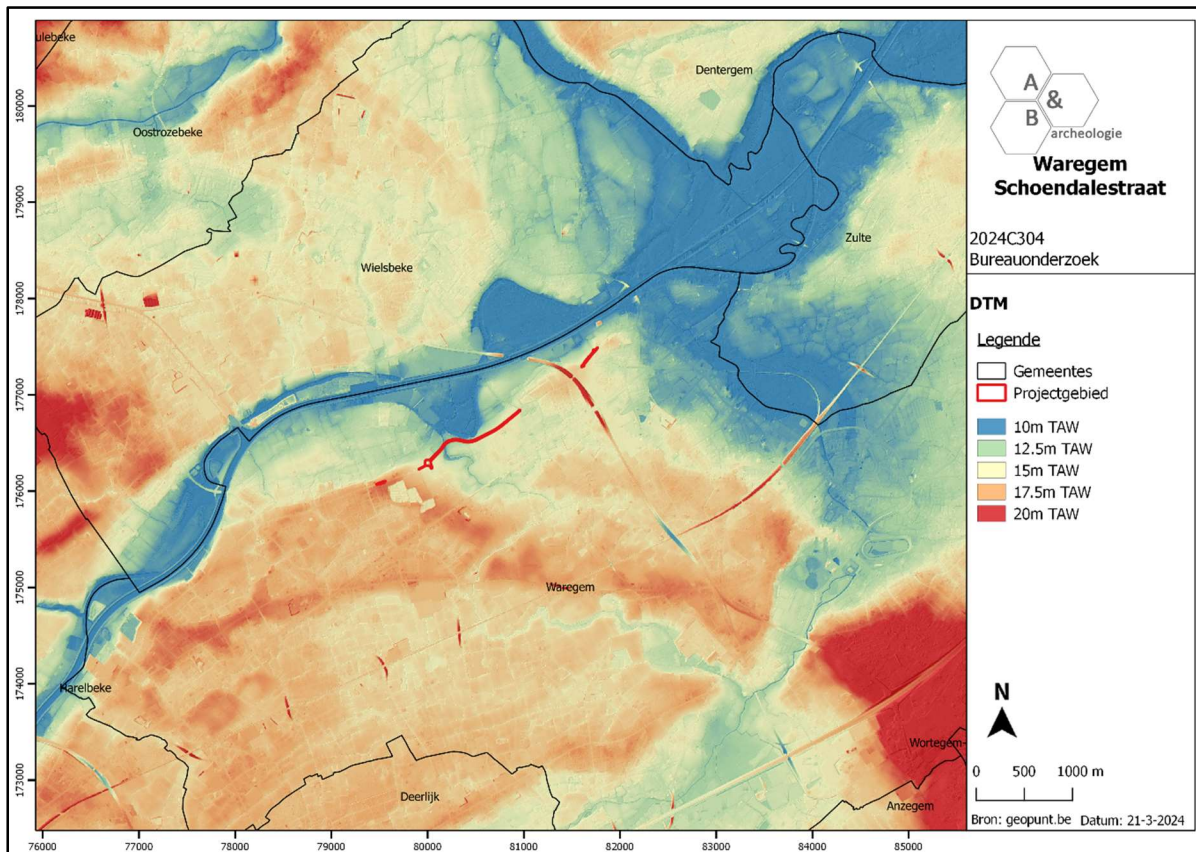 ulebeke
Oostrozebeke
Dentergem
Wielsbeke
Zulte
Waregem
Harelbeke
Deerlijk
Wortegem-
Anzegem
180000
179000
178000
177000
176000
175000
174000
173000
76000
77000
78000
79000
80000
81000
82000
83000
84000
85000
A
&
B
archeologie
Waregem
Schoendalestraat
2024C304
Bureauonderzoek
DTM
Legende
Gemeentes
Projectgebied
10m TAW
12.5m TAW
15m TAW
17.5m TAW
20m TAW
N
0 500 1000 m
Bron: geopunt.be Datum: 21-3-2024